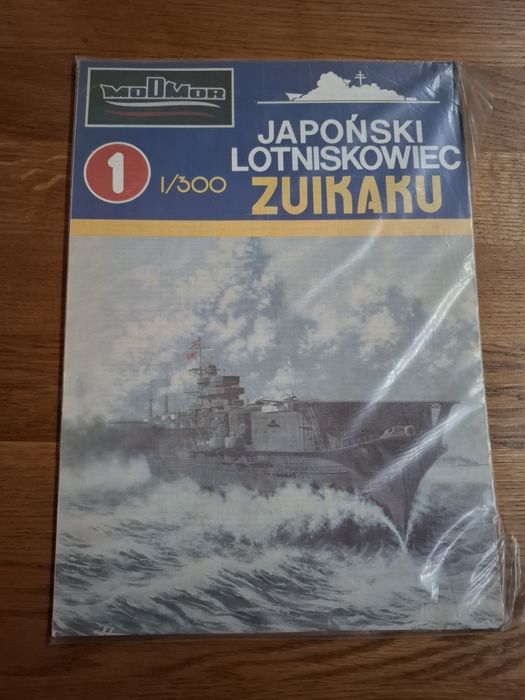 MODMOR
JAPOŃSKI
LOTNISKOWIEC
ZUIKAKU
1
1/300